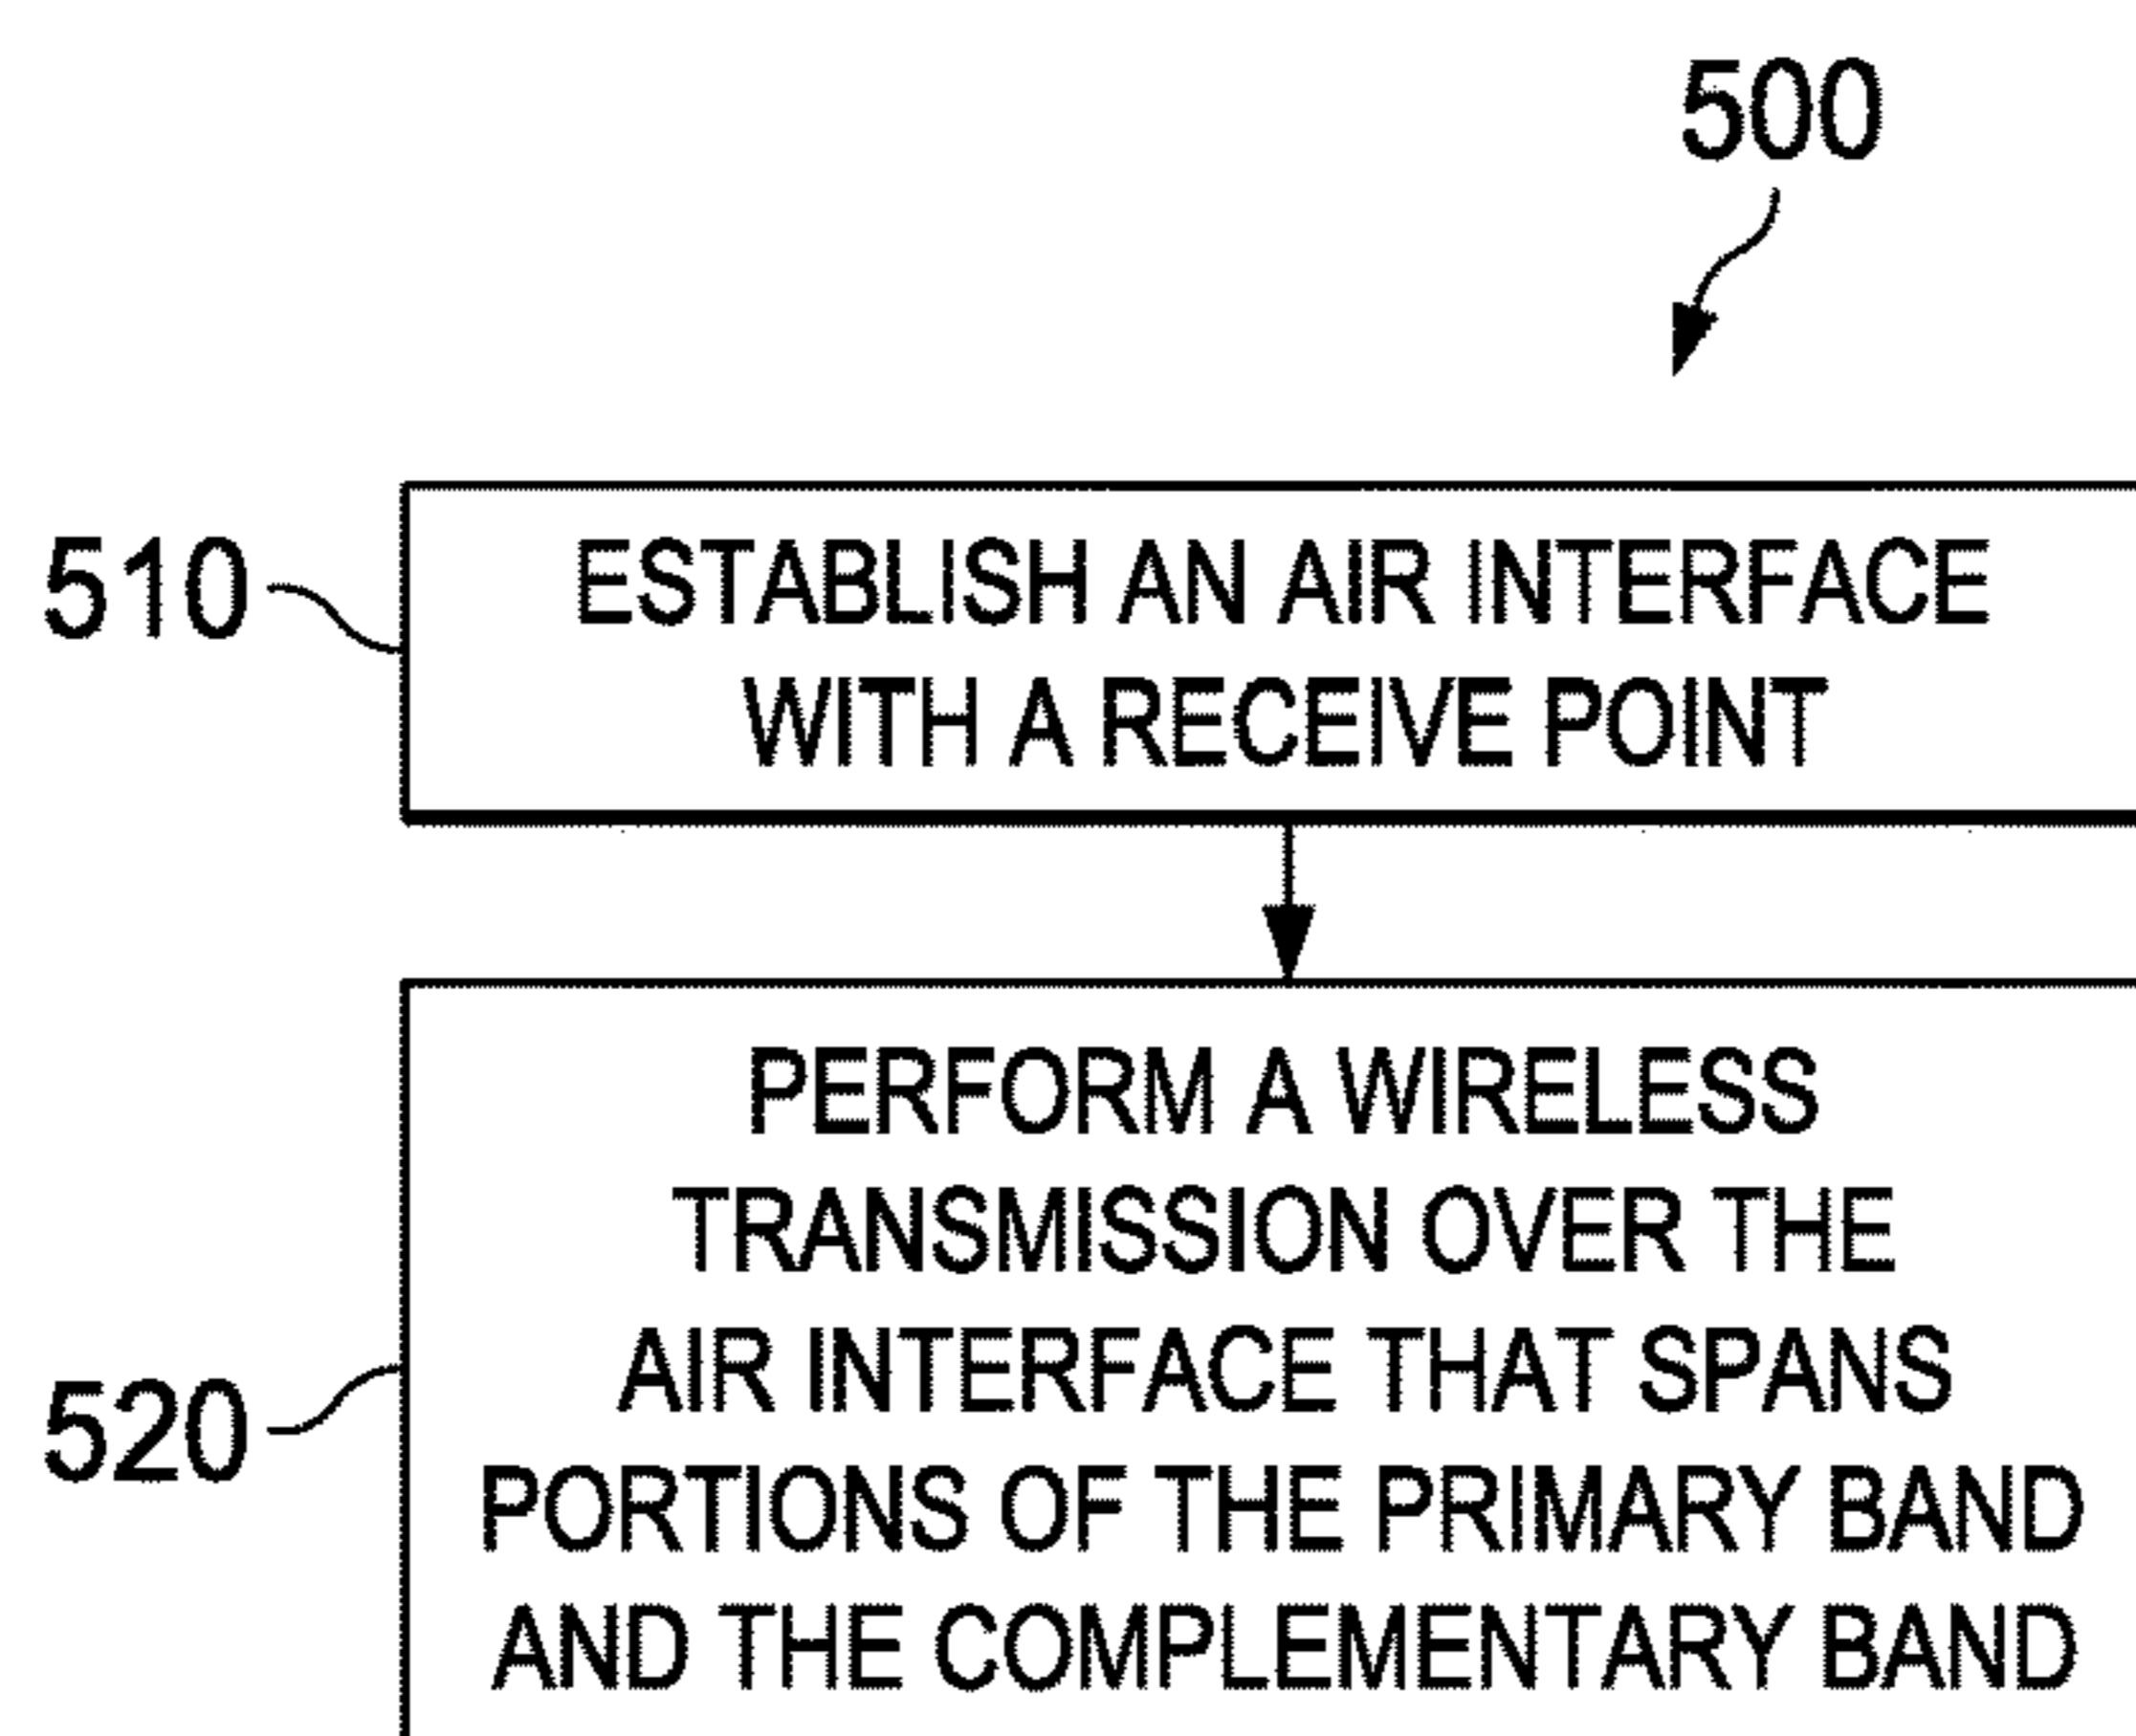 500
510
ESTABLISH AN AIR INTERFACE
WITH A RECEIVE POINT
520
PERFORM A WIRELESS
TRANSMISSION OVER THE
AIR INTERFACE THAT SPANS
PORTIONS OF THE PRIMARY BAND
AND THE COMPLEMENTARY BAND